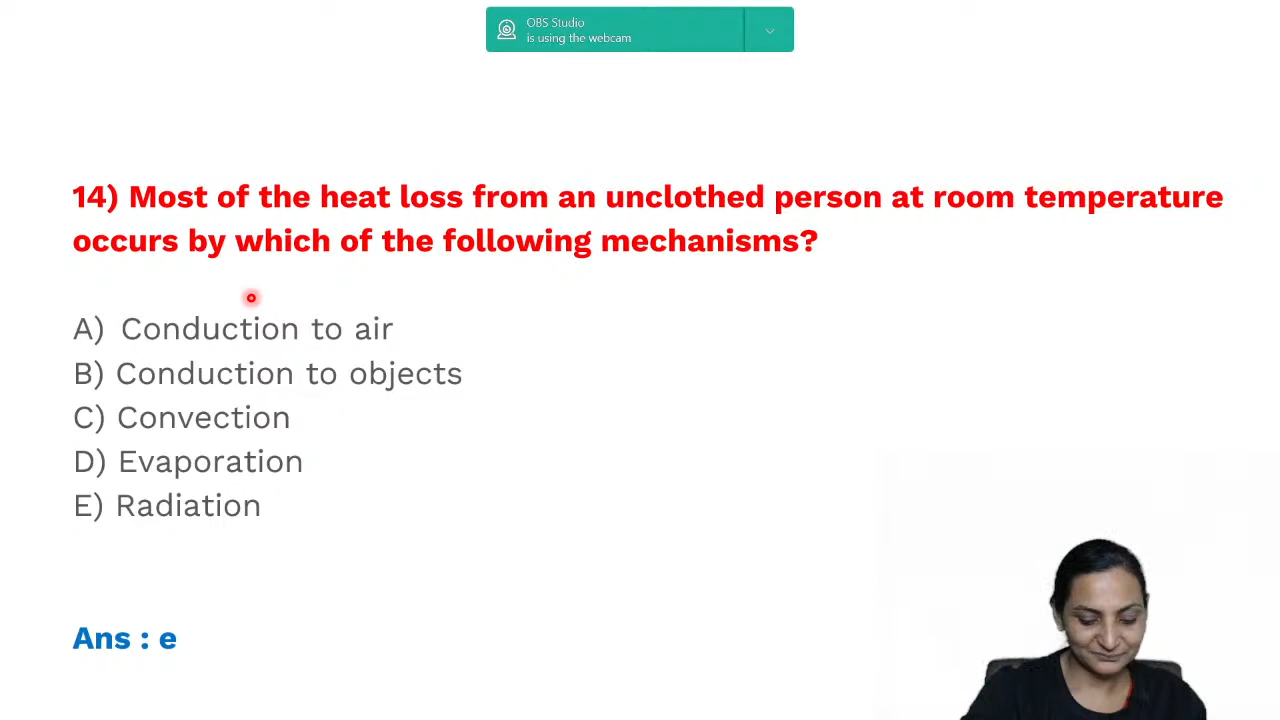 OBS Studio
is using the webcam
14) Most of the heat loss from an unclothed person at room temperature
occurs by which of the following mechanisms?
A) Conduction to air
B) Conduction to objects
C) Convection
D) Evaporation
E) Radiation
Ans : e